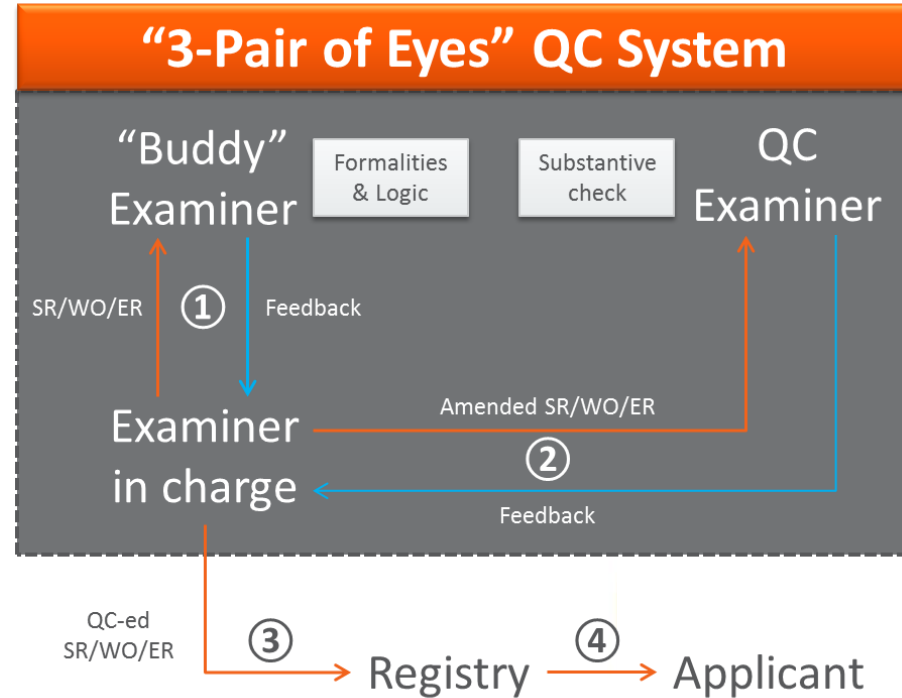 “3-Pair of Eyes” QC System
“Buddy”
Examiner
Formalities
& Logic
Substantive
check
QC
Examiner
SR/WO/ER
1
Feedback
Examiner
in charge
Amended SR/WO/ER
2
Feedback
QC-ed
SR/WO/ER
3
Registry
4
Applicant